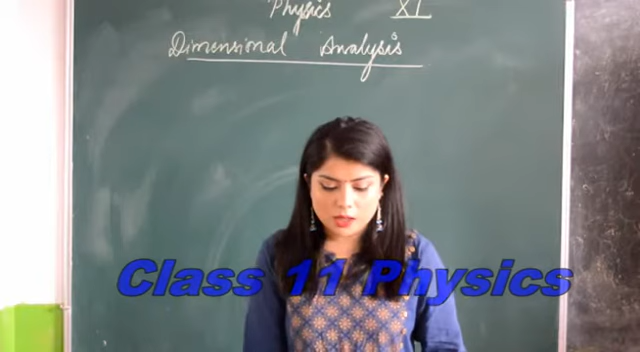 Physics XI
Dimensional Analysis
Class 11 Physics